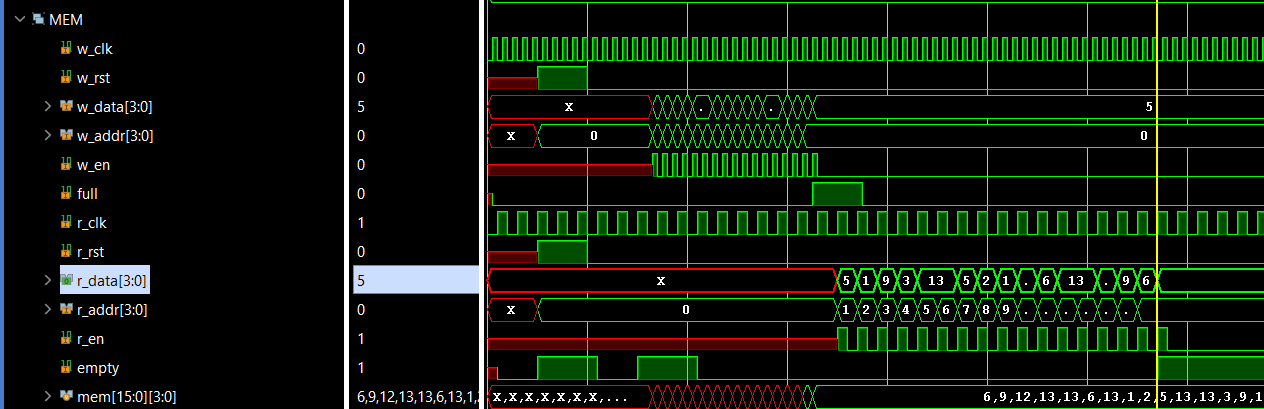 MEM
w_clk 0
w_rst 0
w_data[3:0] 5 X . . 5
w_addr[3:0] 0 X 0 0
w_en 0
full 0
r_clk 1
r_rst 0
r_data[3:0] 5 X 5 1 9 3 13 5 2 1 . 6 13 . 9 6
r_addr[3:0] 0 X 0 1 2 3 4 5 6 7 8 9 . . . . . .
r_en 1
empty 1
mem[15:0][3:0] 6,9,12,13,13,6,13,1,2 X,X,X,X,X,X,X,... 6,9,12,13,13,6,13,1,2,5,13,13,3,9,1